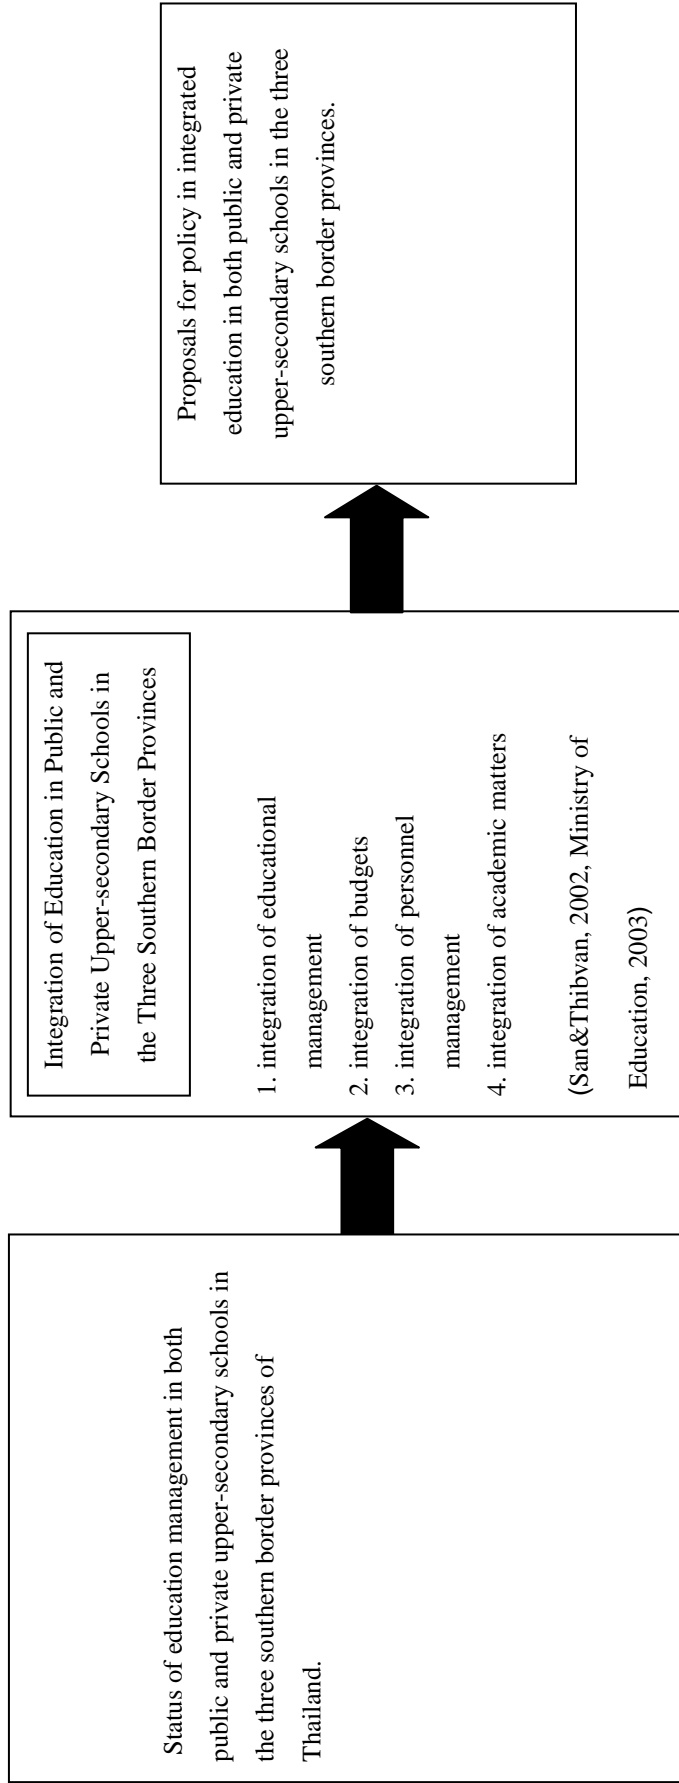 Status of education management in both
public and private upper-secondary schools in
the three southern border provinces of
Thailand.
Integration of Education in Public and
Private Upper-secondary Schools in
the Three Southern Border Provinces
1. integration of educational
management
2. integration of budgets
3. integration of personnel
management
4. integration of academic matters
(San&Thibvan, 2002, Ministry of
Education, 2003)
Proposals for policy in integrated
education in both public and private
upper-secondary schools in the three
southern border provinces.